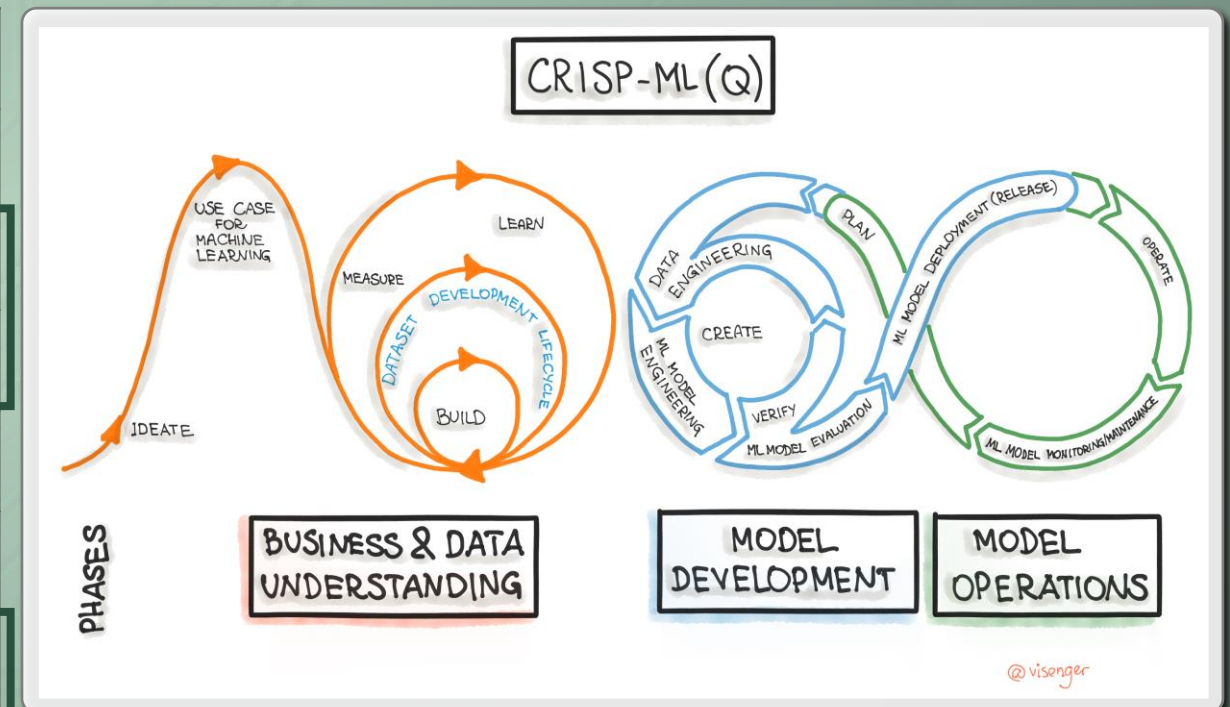 CRISP-ML(Q)
USE CASE
FOR
MACHINE
LEARNING
IDEATE
MEASURE
LEARN
DATASET DEVELOPMENT LIFECYCLE
BUILD
DATA
ENGINEERING
CREATE
ML MODEL
ENGINEERING
VERIFY
ML MODEL EVALUATION
PLAN
ML MODEL DEPLOYMENT (RELEASE)
OPERATE
ML MODEL MONITORING/MAINTENANCE
PHASES
BUSINESS & DATA
UNDERSTANDING
MODEL
DEVELOPMENT
MODEL
OPERATIONS
@visenger